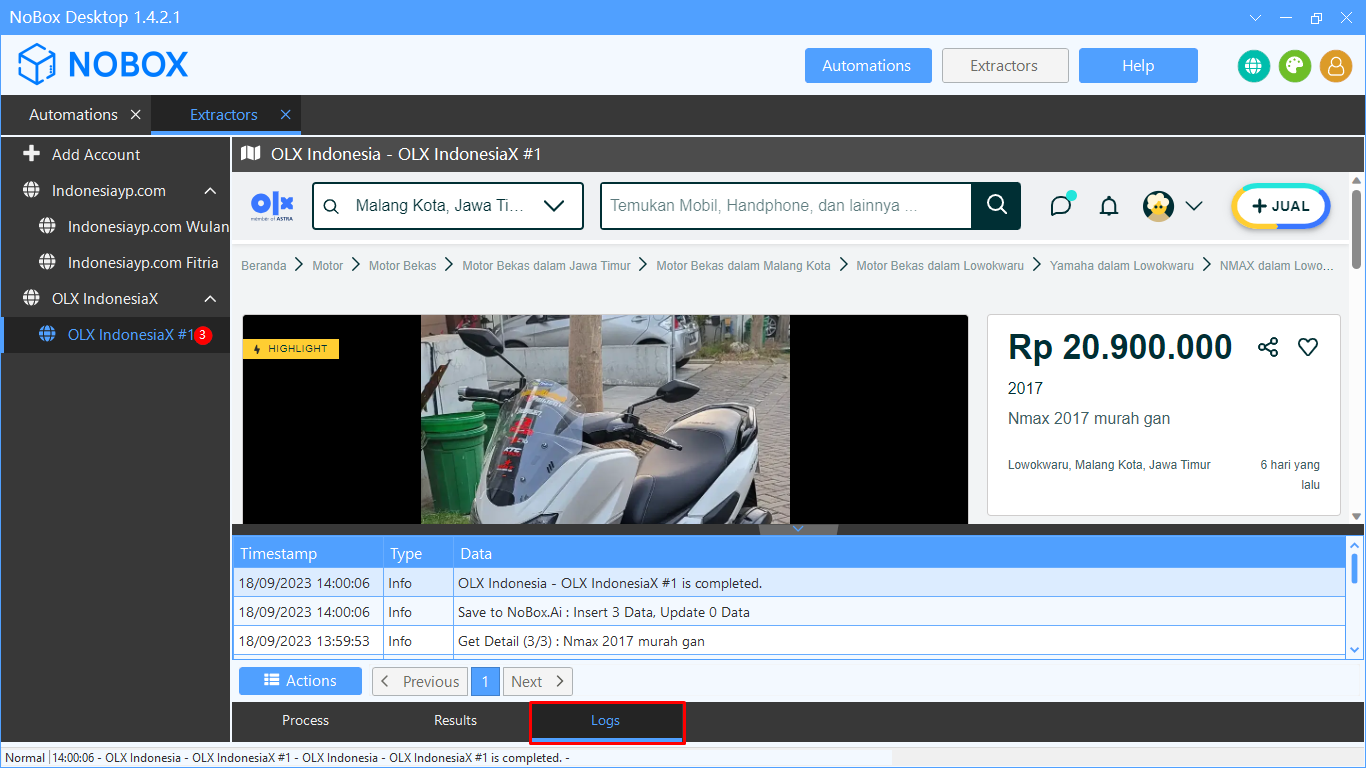 NoBox Desktop 1.4.2.1
NOBOX
Automations
Extractors
Help
Automations
Extractors
Add Account
Indonesiayp.com
Indonesiayp.com Wulan
Indonesiayp.com Fitria
OLX IndonesiaX
OLX IndonesiaX #1
3
OLX Indonesia - OLX IndonesiaX #1
olx
member of ASTRA
Malang Kota, Jawa Ti...
Temukan Mobil, Handphone, dan lainnya ...
JUAL
Beranda > Motor > Motor Bekas > Motor Bekas dalam Jawa Timur > Motor Bekas dalam Malang Kota > Motor Bekas dalam Lowokwaru > Yamaha dalam Lowokwaru > NMAX dalam Lowo...
HIGHLIGHT
Rp 20.900.000
2017
Nmax 2017 murah gan
Lowokwaru, Malang Kota, Jawa Timur
6 hari yang
lalu
Timestamp Type Data
18/09/2023 14:00:06 Info OLX Indonesia - OLX IndonesiaX #1 is completed.
18/09/2023 14:00:06 Info Save to NoBox.Ai : Insert 3 Data, Update 0 Data
18/09/2023 13:59:53 Info Get Detail (3/3) : Nmax 2017 murah gan
Actions
Previous
1
Next
Process
Results
Logs
Normal 14:00:06 - OLX Indonesia - OLX IndonesiaX #1 - OLX Indonesia - OLX IndonesiaX #1 is completed. -